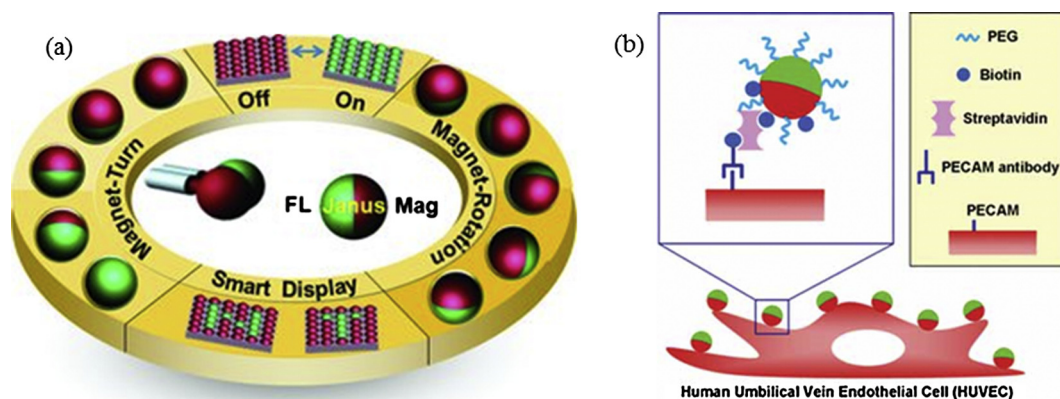 (a)
Off
On
Magnet-Turn
Magnet-Rotation
FL Janus Mag
Smart Display
(b)
PEG
Biotin
Streptavidin
PECAM antibody
PECAM
Human Umbilical Vein Endothelial Cell (HUVEC)